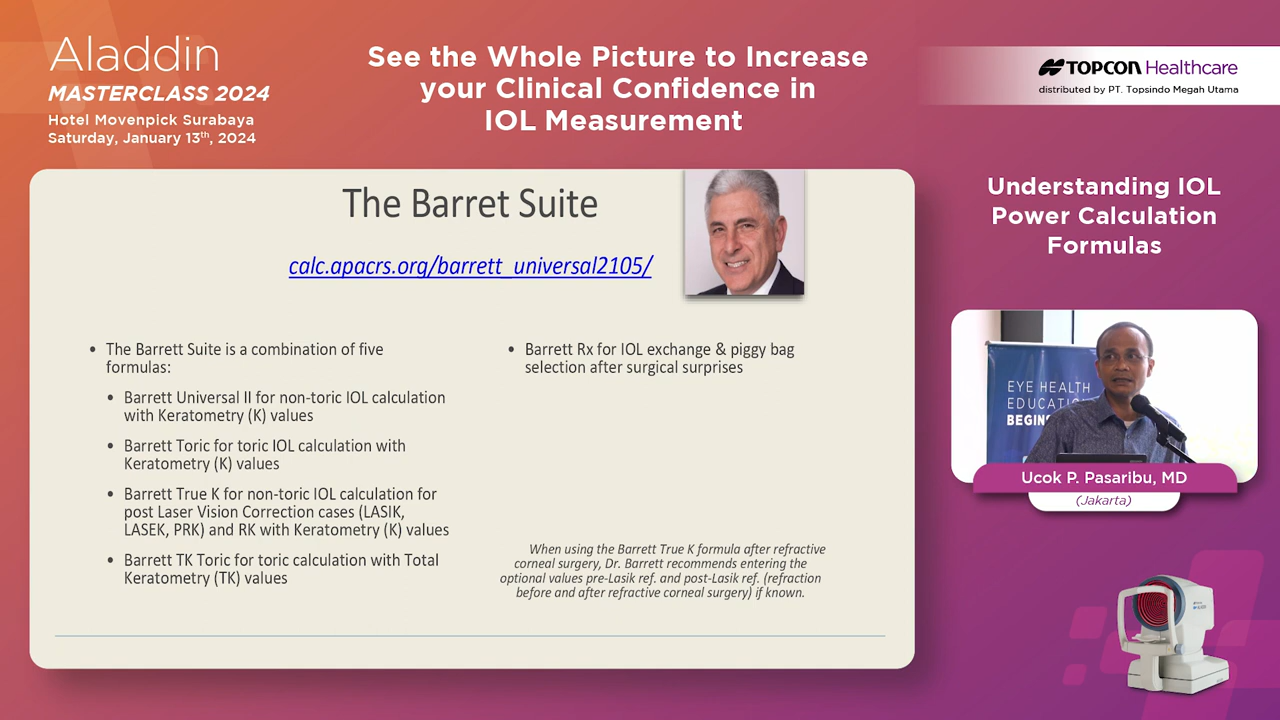 Aladdin
MASTERCLASS 2024
Hotel Movenpick Surabaya
Saturday, January 13th, 2024
See the Whole Picture to Increase
your Clinical Confidence in
IOL Measurement
TOPCON Healthcare
distributed by PT. Topsindo Megah Utama
The Barret Suite
calc.apacrs.org/barrett_universal2105/
• The Barrett Suite is a combination of five
formulas:
• Barrett Universal II for non-toric IOL calculation
with Keratometry (K) values
• Barrett Toric for toric IOL calculation with
Keratometry (K) values
• Barrett True K for non-toric IOL calculation for
post Laser Vision Correction cases (LASIK,
LASEK, PRK) and RK with Keratometry (K) values
• Barrett TK Toric for toric calculation with Total
Keratometry (TK) values
• Barrett Rx for IOL exchange & piggy bag
selection after surgical surprises
When using the Barrett True K formula after refractive
corneal surgery, Dr. Barrett recommends entering the
optional values pre-Lasik ref. and post-Lasik ref. (refraction
before and after refractive corneal surgery) if known.
Understanding IOL
Power Calculation
Formulas
EYE HEALTH
EDUCATIO
BEGINS
Ucok P. Pasaribu, MD
(Jakarta)